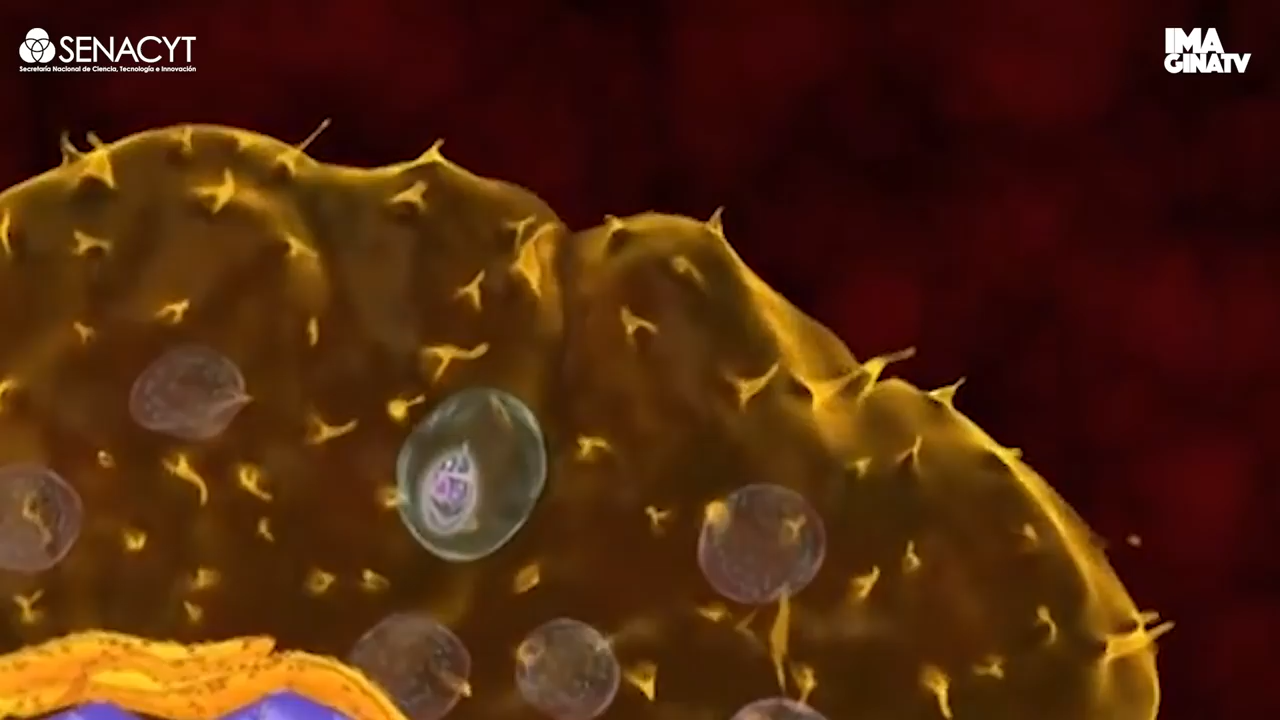 SENACYT
Secretaría Nacional de Ciencia, Tecnología e Innovación
IMA
GINATV